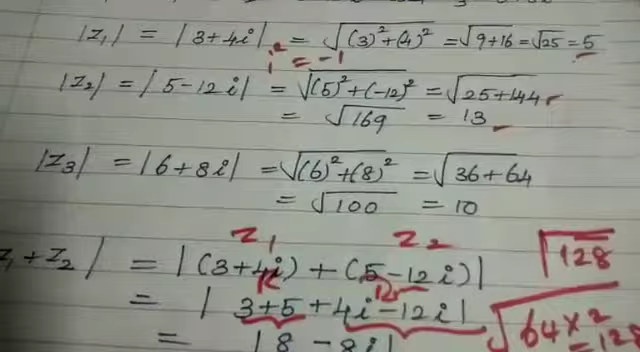 |z₁| = |3+4i| = √(3)²+(4)² = √9+16 = √25 = 5
i² = -1
|z₂| = |5-12i| = √(5)²+(-12)² = √25+144
= √169 = 13
|z₃| = |6+8i| = √(6)²+(8)² = √36+64
= √100 = 10
z₁ z₂
z₁+z₂| = |(3+4i)+(5-12i)| √128
= |3+5+4i-12i| √64×2
= |8-8i| = 128